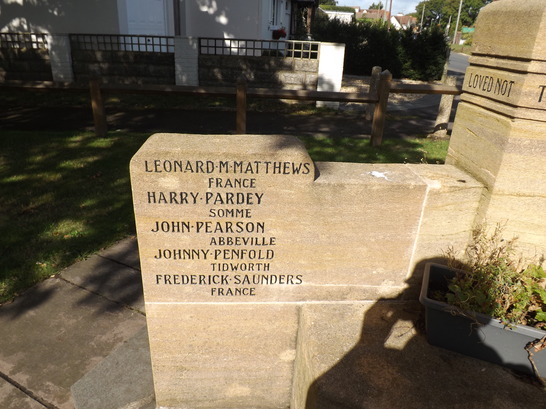 LEONARD·M·MATTHEWS
FRANCE
HARRY·PARDEY
SOMME
JOHN·PEARSON
ABBEVILLE
JOHNNY·PENFOLD
TIDWORTH
FREDERICK·SAUNDERS
FRANCE
LOVED NOT